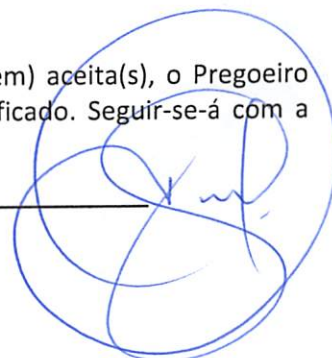 em) aceita(s), o Pregoeiro
ficado. Seguir-se-á com a